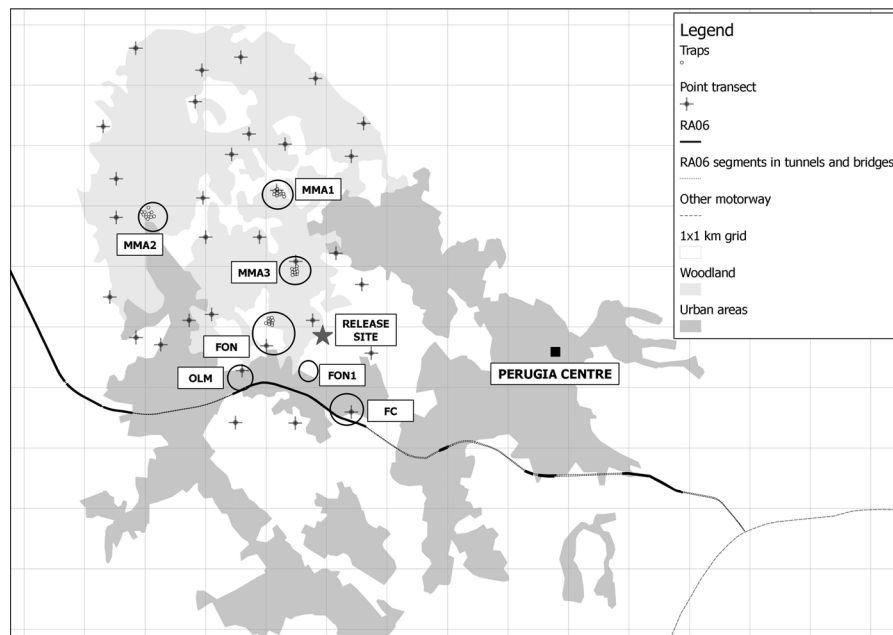 Legend
Traps
Point transect
RA06
RA06 segments in tunnels and bridges
Other motorway
1x1 km grid
Woodland
Urban areas
MMA1
MMA2
MMA3
RELEASE
SITE
FON
PERUGIA CENTRE
OLM
FON1
FC